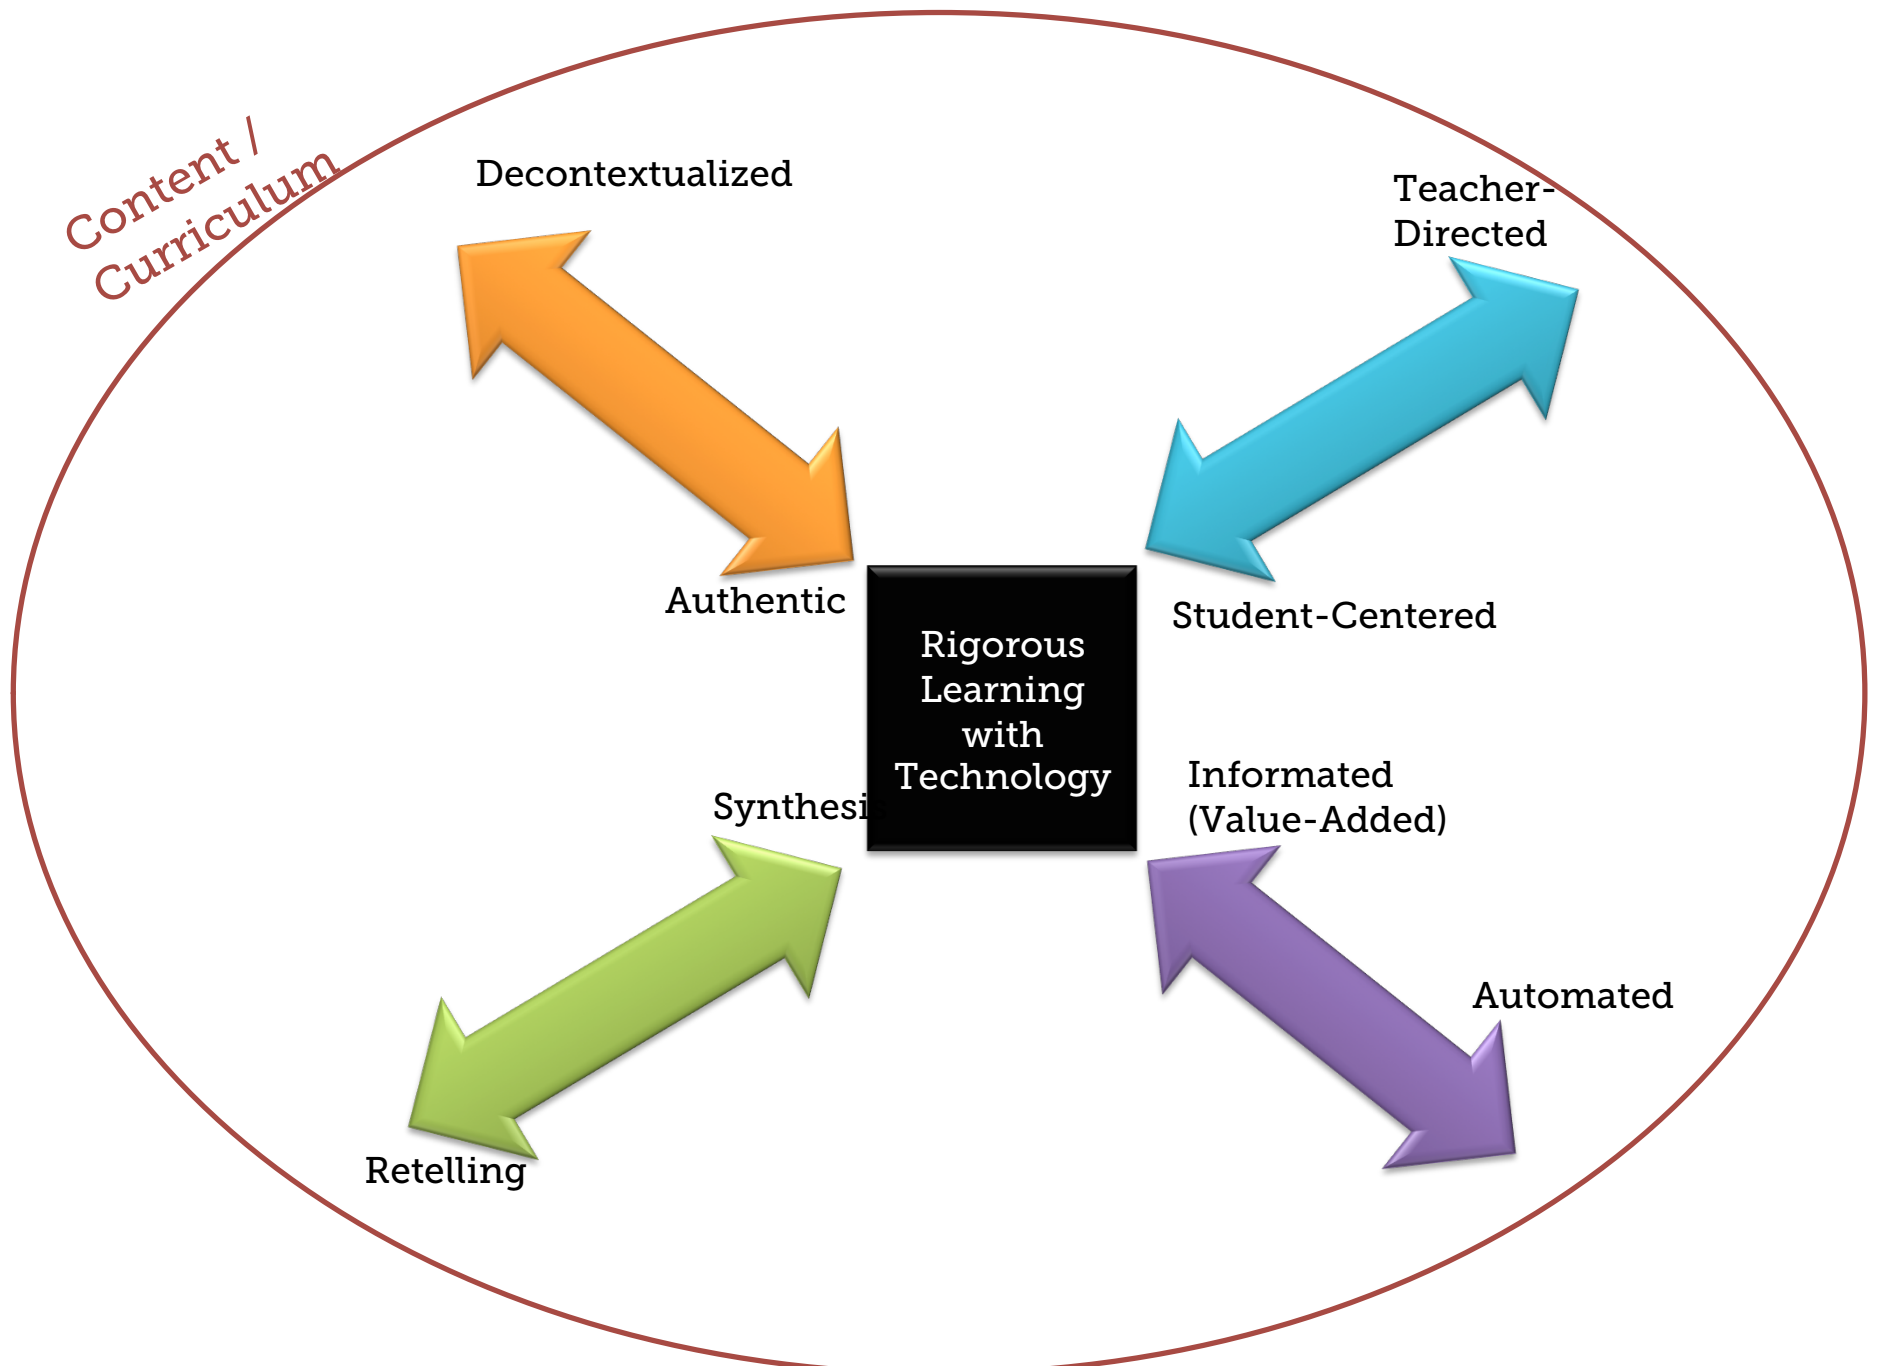 Content /
Curriculum
Decontextualized
Teacher-
Directed
Authentic
Student-Centered
Rigorous
Learning
with
Technology
Synthesis
Informated
(Value-Added)
Automated
Retelling